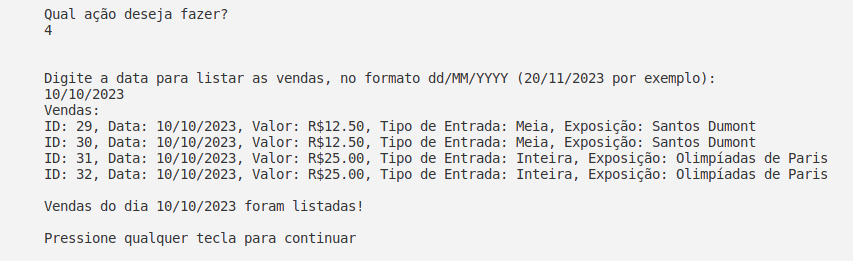 Qual ação deseja fazer?
4
Digite a data para listar as vendas, no formato dd/MM/YYYY (20/11/2023 por exemplo):
10/10/2023
Vendas:
ID: 29, Data: 10/10/2023, Valor: R$12.50, Tipo de Entrada: Meia, Exposição: Santos Dumont
ID: 30, Data: 10/10/2023, Valor: R$12.50, Tipo de Entrada: Meia, Exposição: Santos Dumont
ID: 31, Data: 10/10/2023, Valor: R$25.00, Tipo de Entrada: Inteira, Exposição: Olimpíadas de Paris
ID: 32, Data: 10/10/2023, Valor: R$25.00, Tipo de Entrada: Inteira, Exposição: Olimpíadas de Paris
Vendas do dia 10/10/2023 foram listadas!
Pressione qualquer tecla para continuar